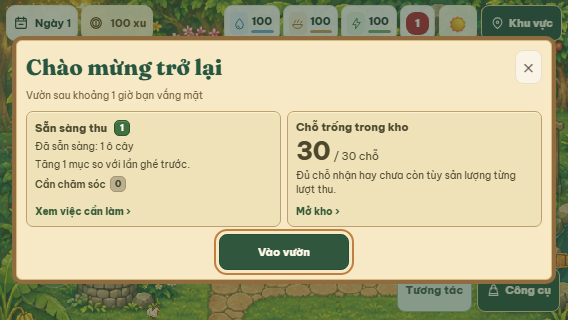 Ngày 1
100 xu
100
100
100
1
Khu vực
Chào mừng trở lại
Vườn sau khoảng 1 giờ bạn vắng mặt
Sẵn sàng thu 1
Đã sẵn sàng: 1 ô cây
Tăng 1 mục so với lần ghé trước.
Cần chăm sóc 0
Xem việc cần làm ›
Chỗ trống trong kho
30 / 30 chỗ
Đủ chỗ nhận hay chưa còn tùy sản lượng từng
lượt thu.
Mở kho ›
Vào vườn
Tương tác
Công cụ